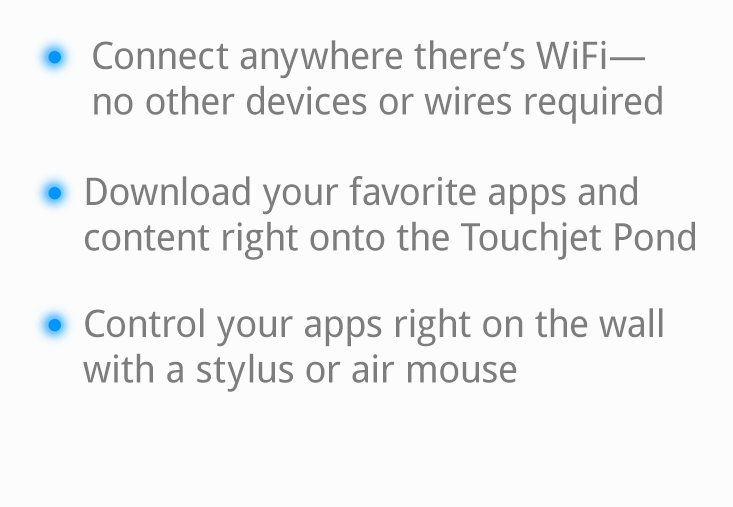 Connect anywhere there’s WiFi—
no other devices or wires required
Download your favorite apps and
content right onto the Touchjet Pond
Control your apps right on the wall
with a stylus or air mouse